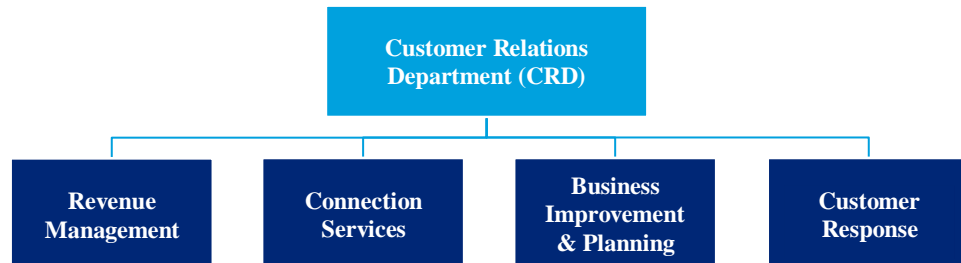 Customer Relations
Department (CRD)
Revenue
Management
Connection
Services
Business
Improvement
& Planning
Customer
Response